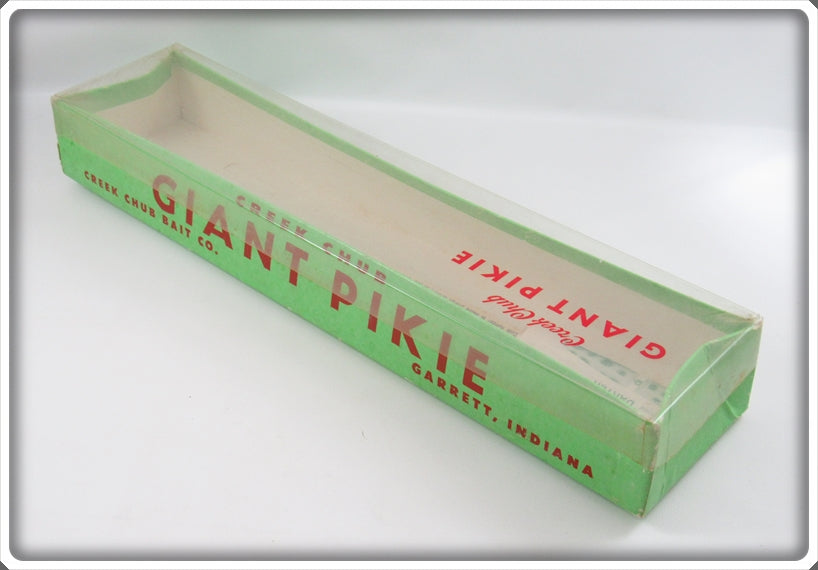 CREEK CHUB
GIANT PIKIE
CREEK CHUB BAIT CO.
GARRETT, INDIANA
Creek Chub
GIANT PIKIE